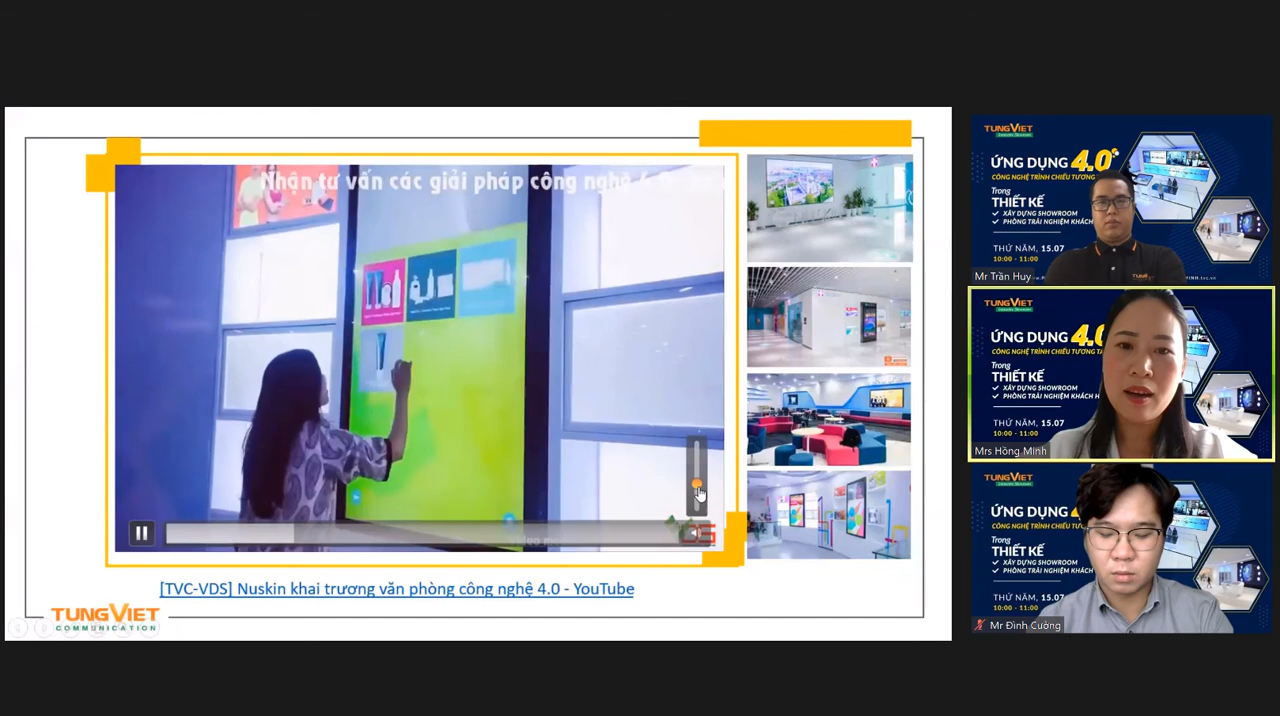 Nhận tư vấn các giải pháp công nghệ
[TVC-VDS] Nuskin khai trương văn phòng công nghệ 4.0 - YouTube
TUNGVIET
COMMUNICATION
TUNGVIET
ỨNG DỤNG 4.0
CÔNG NGHỆ TRÌNH CHIẾU TƯƠNG
Trong
THIẾT KẾ
XÂY DỰNG SHOWROOM
PHÒNG TRẢI NGHIỆM KHÁCH
THỨ NĂM, 15.07
10:00 - 11:00
Mr Trần Huy
TUNGVIET
ỨNG DỤNG 4.0
CÔNG NGHỆ TRÌNH CHIẾU TƯƠNG
Trong
THIẾT KẾ
XÂY DỰNG SHOWROOM
PHÒNG TRẢI NGHIỆM KHÁCH H
THỨ NĂM, 15.07
10:00 - 11:00
Mrs Hồng Minh
TUNGVIET
ỨNG DỤNG
CÔNG NGHỆ TRÌNH CHIẾU
Trong
THIẾT KẾ
XÂY DỰNG SHOWROOM
PHÒNG TRẢI NGHIỆM KHÁCH
THỨ NĂM, 15.07
10:00 - 11:00
Mr Đình Cường